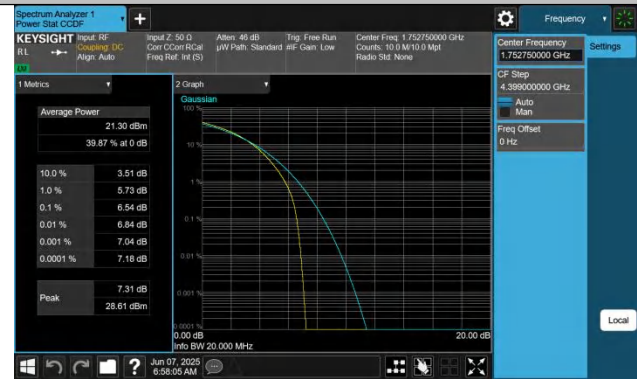 Spectrum Analyzer 1
Power Stat CCDF
Frequency
KEYSIGHT
RL
Input: RF
Coupling: DC
Align: Auto
Input Z: 50 Ω
Corr CCorr RCal
Freq Ref: Int (S)
Atten: 46 dB
µW Path: Standard
Trig: Free Run
#IF Gain: Low
Center Freq: 1.752750000 GHz
Counts: 10.0 M/10.0 Mpt
Radio Std: None
Center Frequency
1.752750000 GHz
Settings
CF Step
4.399000000 GHz
Auto
Man
Freq Offset
0 Hz
1 Metrics
Average Power
21.30 dBm
39.87 % at 0 dB
10.0 % 3.51 dB
1.0 % 5.73 dB
0.1 % 6.54 dB
0.01 % 6.84 dB
0.001 % 7.04 dB
0.0001 % 7.18 dB
Peak 7.31 dB
28.61 dBm
2 Graph
Gaussian
100 %
10 %
1 %
0.1 %
0.01 %
0.001 %
0.0001 %
0.00 dB
20.00 dB
Info BW 20.000 MHz
Local
?
Jun 07, 2025
6:58:05 AM